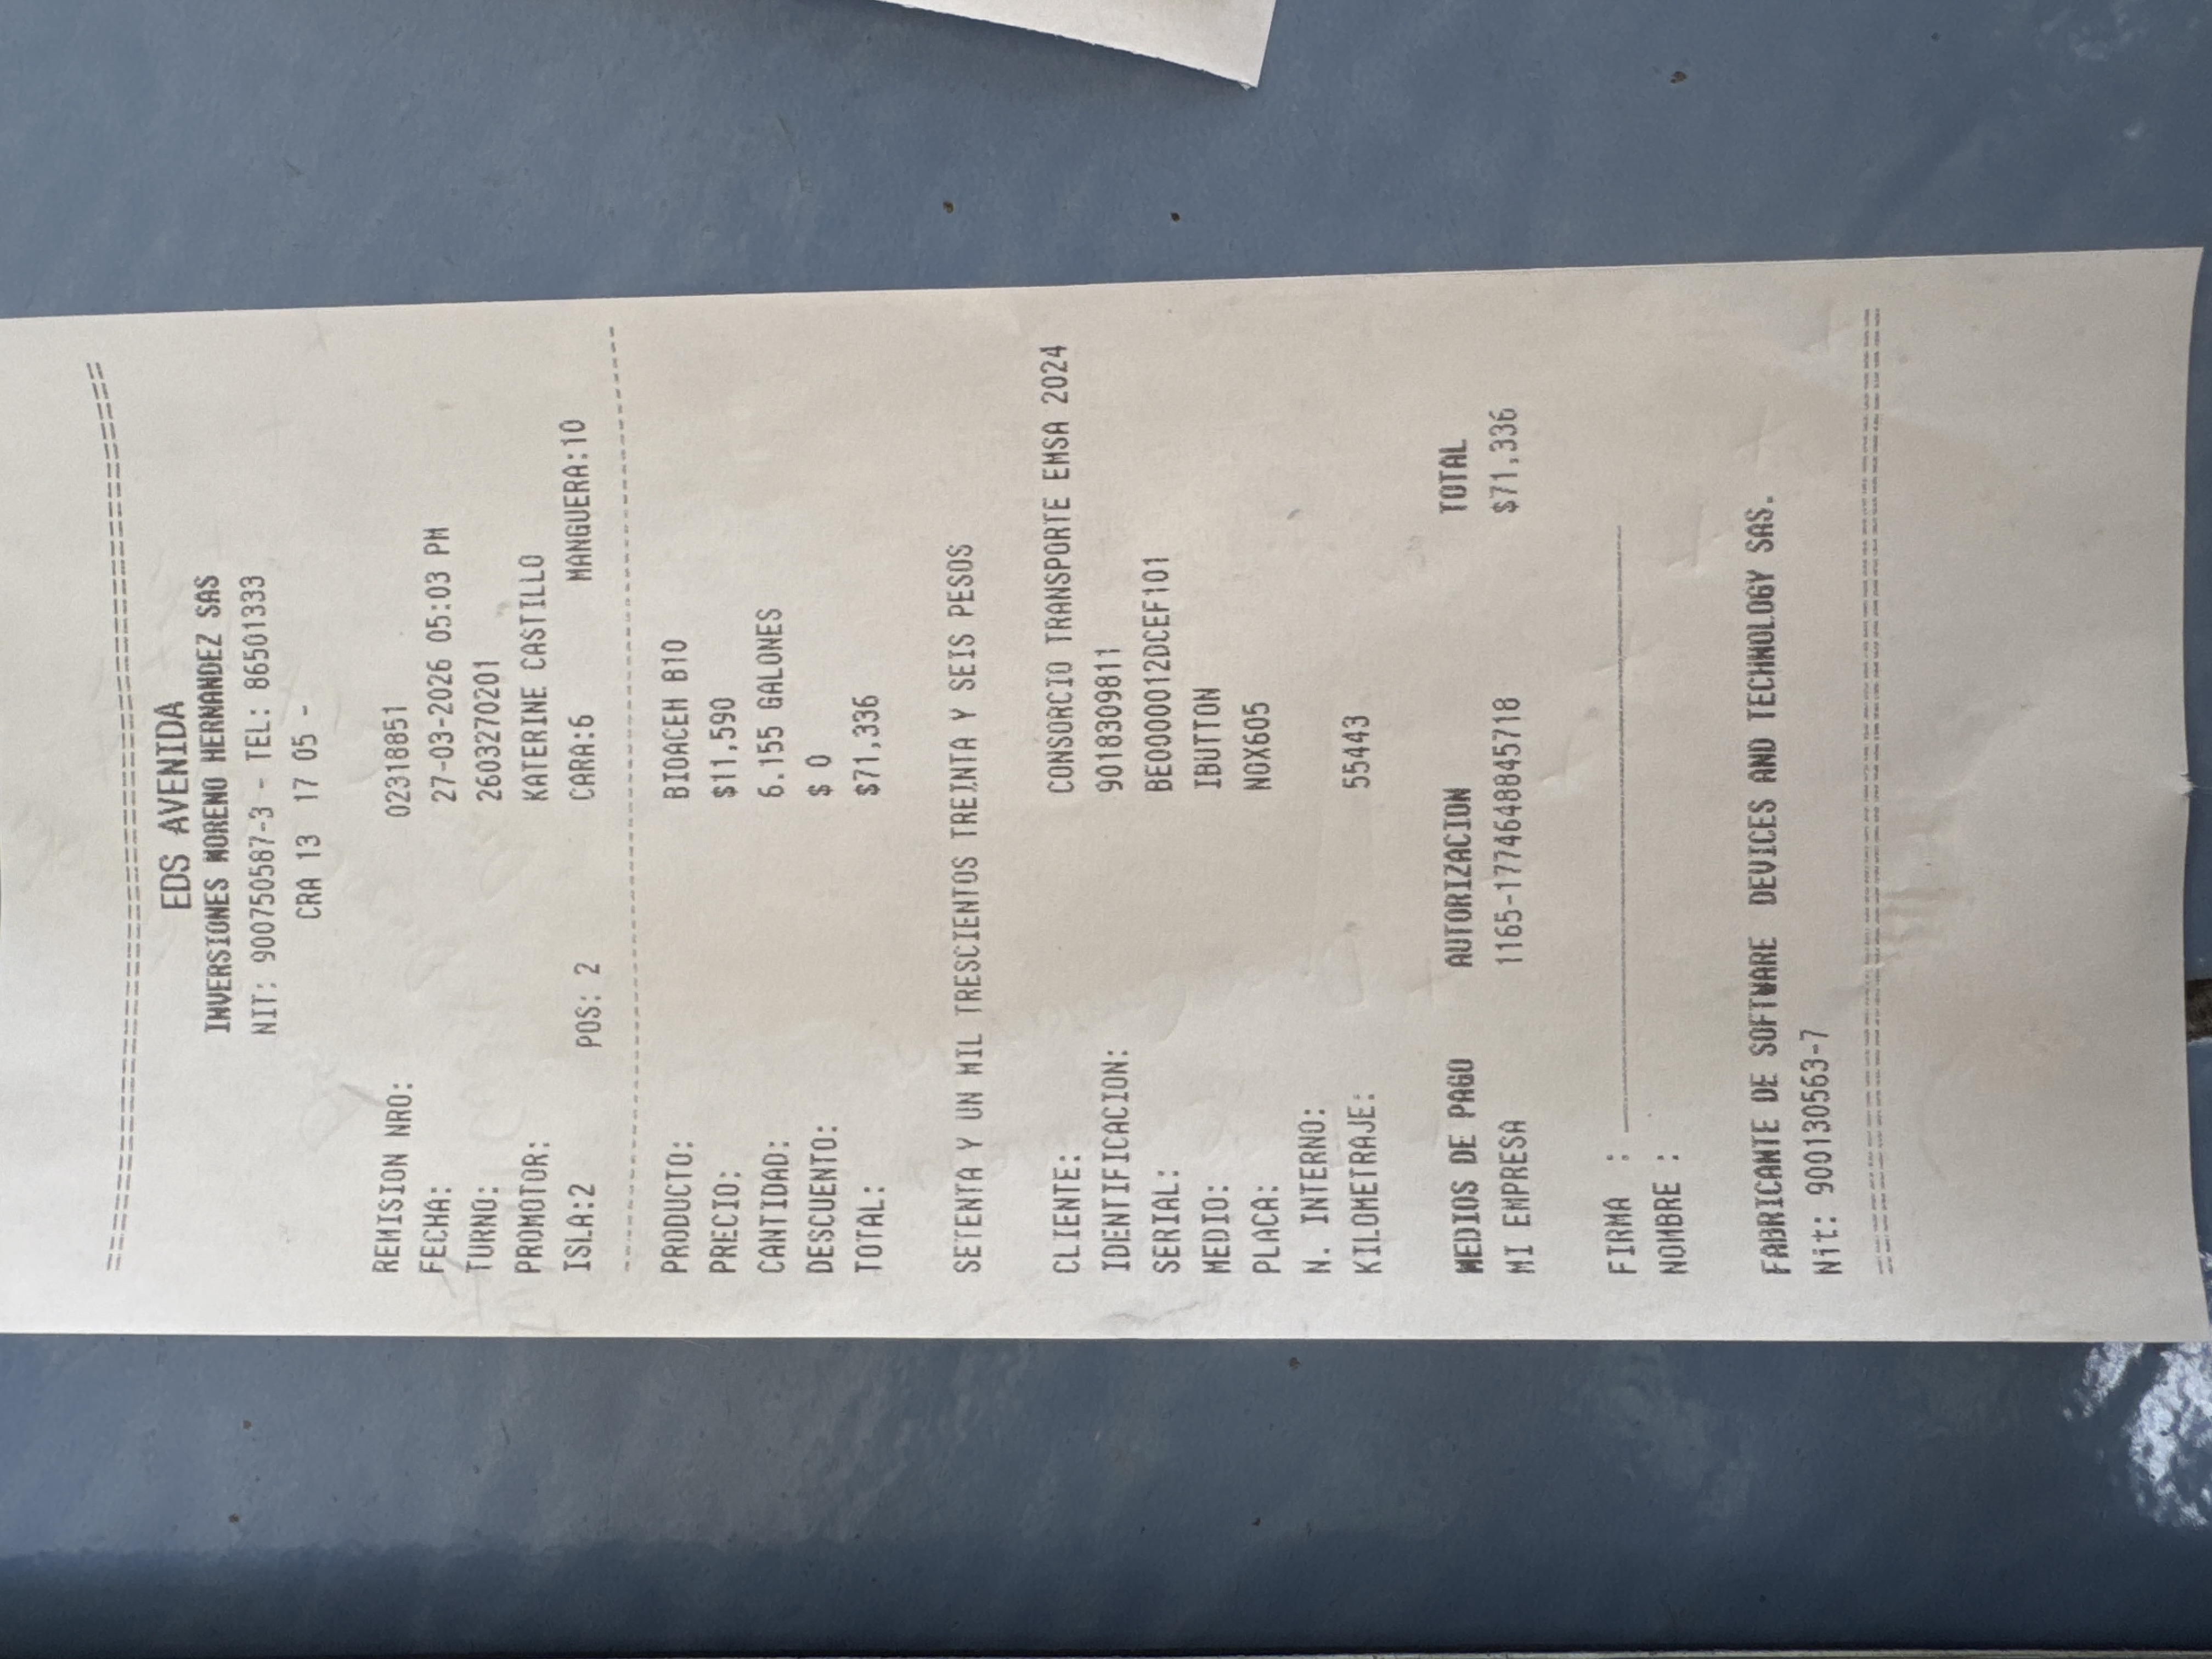 ==================================================
EDS AVENIDA
INVERSIONES MORENO HERNANDEZ SAS
NIT: 900750587-3 - TEL: 86501333
CRA 13 17 05 -
REMISION NRO: 02318851
FECHA: 27-03-2026 05:03 PM
TURNO: 2603270201
PROMOTOR: KATERINE CASTILLO
ISLA:2 POS: 2 CARA:6 MANGUERA:10
--------------------------------------------------
PRODUCTO: BIOACEM B10
PRECIO: $11,590
CANTIDAD: 6.155 GALONES
DESCUENTO: $ 0
TOTAL: $71,336
SETENTA Y UN MIL TRESCIENTOS TREINTA Y SEIS PESOS
CLIENTE: CONSORCIO TRANSPORTE EMSA 2024
IDENTIFICACION: 9018309811
SERIAL: BE000012DCEF101
MEDIO: IBUTTON
PLACA: NOX605
N. INTERNO:
KILOMETRAJE: 55443
MEDIOS DE PAGO AUTORIZACION TOTAL
MI EMPRESA 1165-1774648845718 $71,336
FIRMA : ______________________________
NOMBRE :
FABRICANTE DE SOFTWARE DEVICES AND TECHNOLOGY SAS.
Nit: 900130563-7
==================================================